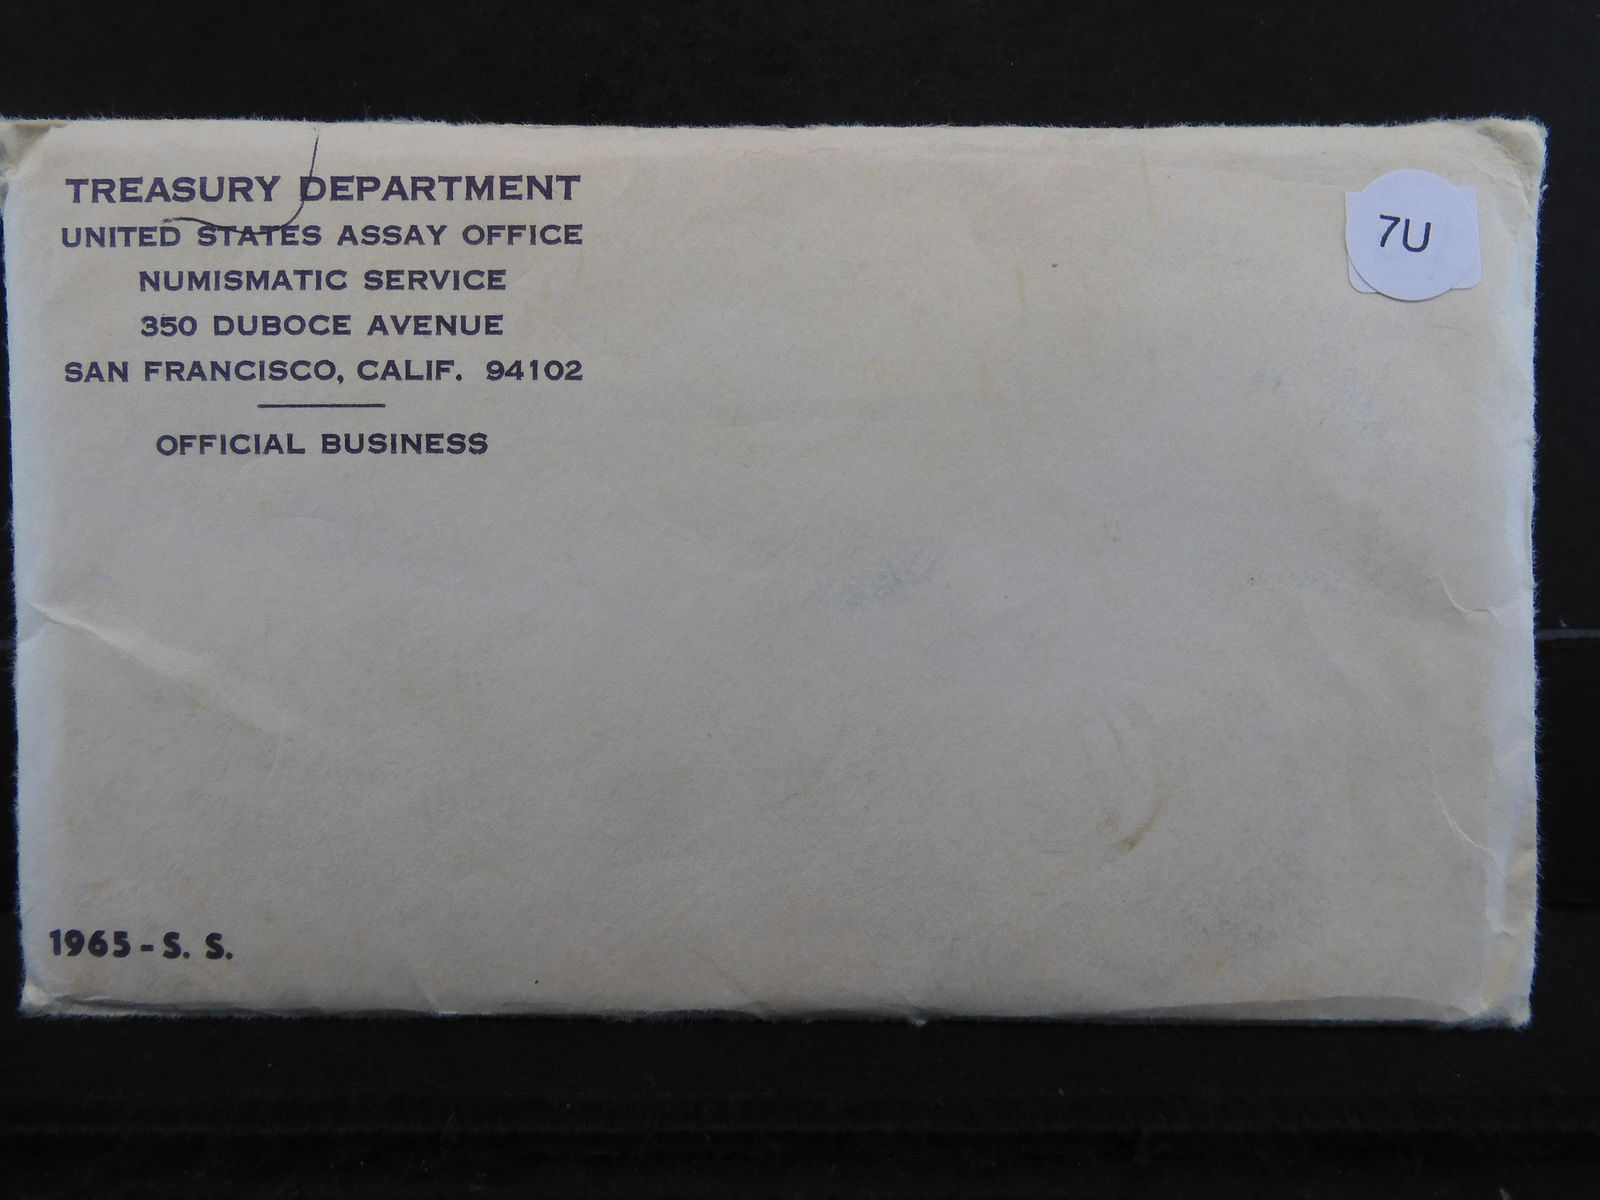 TREASURY DEPARTMENT
UNITED STATES ASSAY OFFICE
NUMISMATIC SERVICE
350 DUBOCE AVENUE
SAN FRANCISCO, CALIF. 94102
OFFICIAL BUSINESS
7U
1965 - S. S.